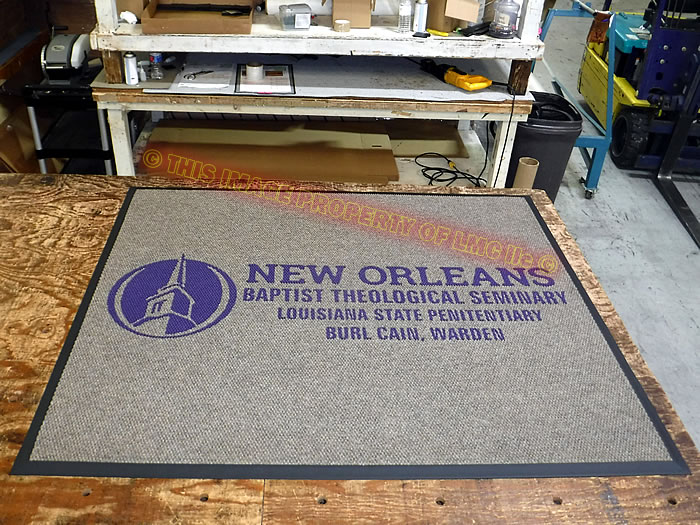 © THIS IMAGE PROPERTY OF LMC llc ©
NEW ORLEANS
BAPTIST THEOLOGICAL SEMINARY
LOUISIANA STATE PENITENTIARY
BURL CAIN, WARDEN